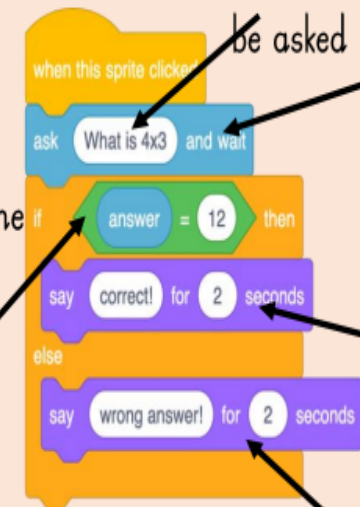 be asked
when this sprite clicked
ask What is 4x3 and wait
if answer = 12 then
say correct! for 2 seconds
else
say wrong answer! for 2 seconds